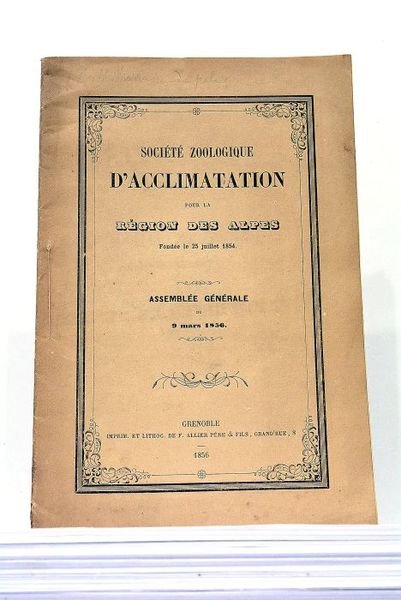 SOCIÉTÉ ZOOLOGIQUE
D'ACCLIMATATION
POUR LA
RÉGION DES ALPES
Fondée le 25 juillet 1854.
ASSEMBLÉE GÉNÉRALE
DU
9 mars 1856.
GRENOBLE
IMPRIM. ET LITHOG. DE F. ALLIER PÈRE & FILS, GRAND'RUE, 8
1856